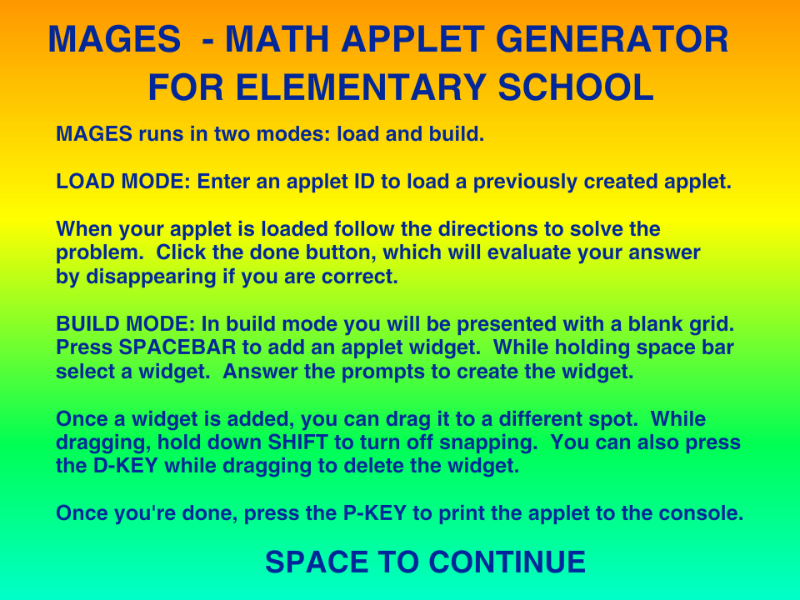 MAGES  - MATH APPLET GENERATOR
FOR ELEMENTARY SCHOOL
MAGES runs in two modes: load and build.
LOAD MODE: Enter an applet ID to load a previously created applet.
When your applet is loaded follow the directions to solve the
problem.  Click the done button, which will evaluate your answer
by disappearing if you are correct.
BUILD MODE: In build mode you will be presented with a blank grid.
Press SPACEBAR to add an applet widget.  While holding space bar
select a widget.  Answer the prompts to create the widget.
Once a widget is added, you can drag it to a different spot.  While
dragging, hold down SHIFT to turn off snapping.  You can also press
the D-KEY while dragging to delete the widget.
Once you're done, press the P-KEY to print the applet to the console.
SPACE TO CONTINUE